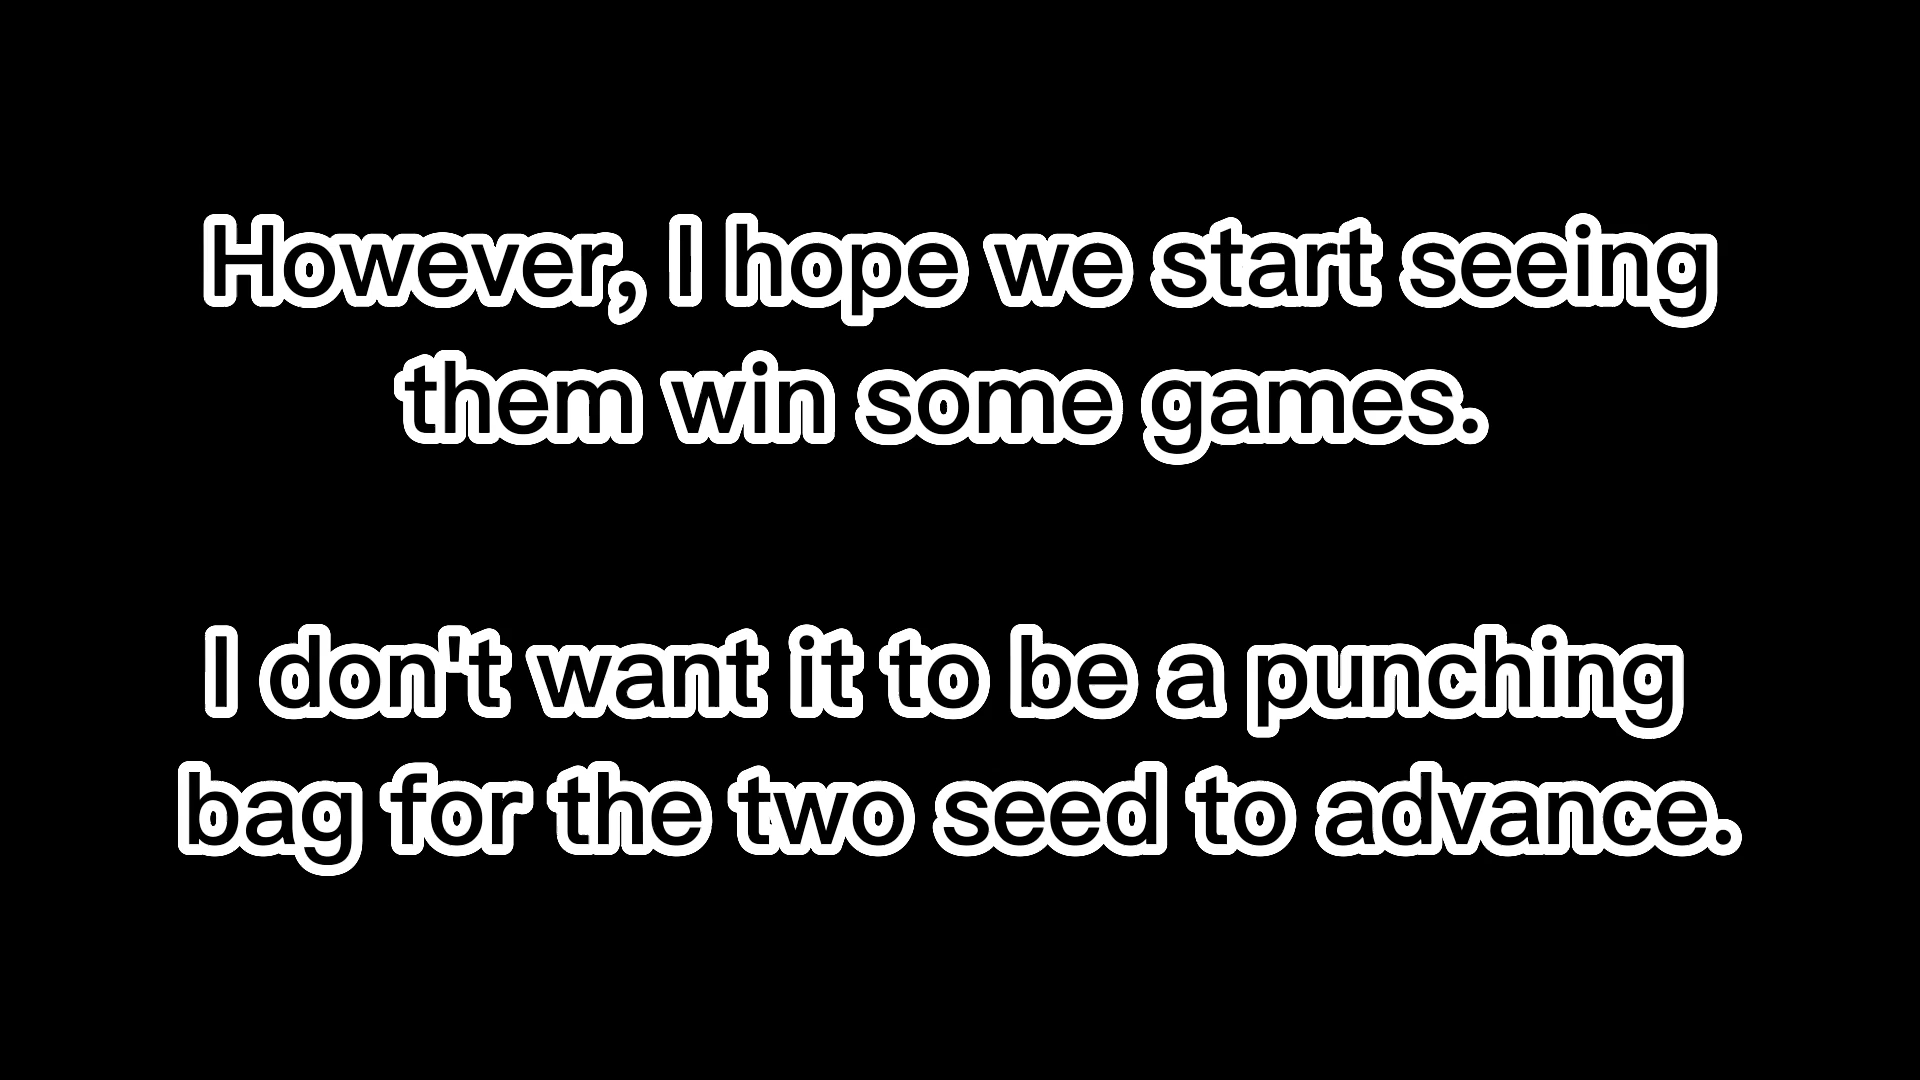 However, I hope we start seeing
them win some games.
I don't want it to be a punching
bag for the two seed to advance.